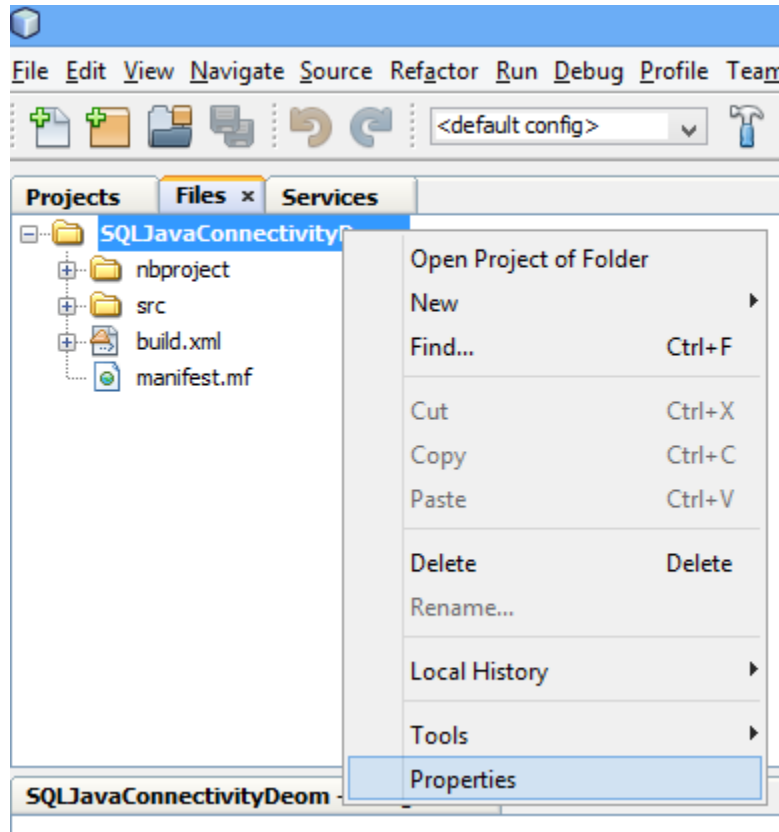 File Edit View Navigate Source Refactor Run Debug Profile Team
<default config>
Projects Files × Services
SQLJavaConnectivityD
nbproject
src
build.xml
manifest.mf
Open Project of Folder
New
Find... Ctrl+F
Cut Ctrl+X
Copy Ctrl+C
Paste Ctrl+V
Delete Delete
Rename...
Local History
Tools
Properties
SQLJavaConnectivityDeom -